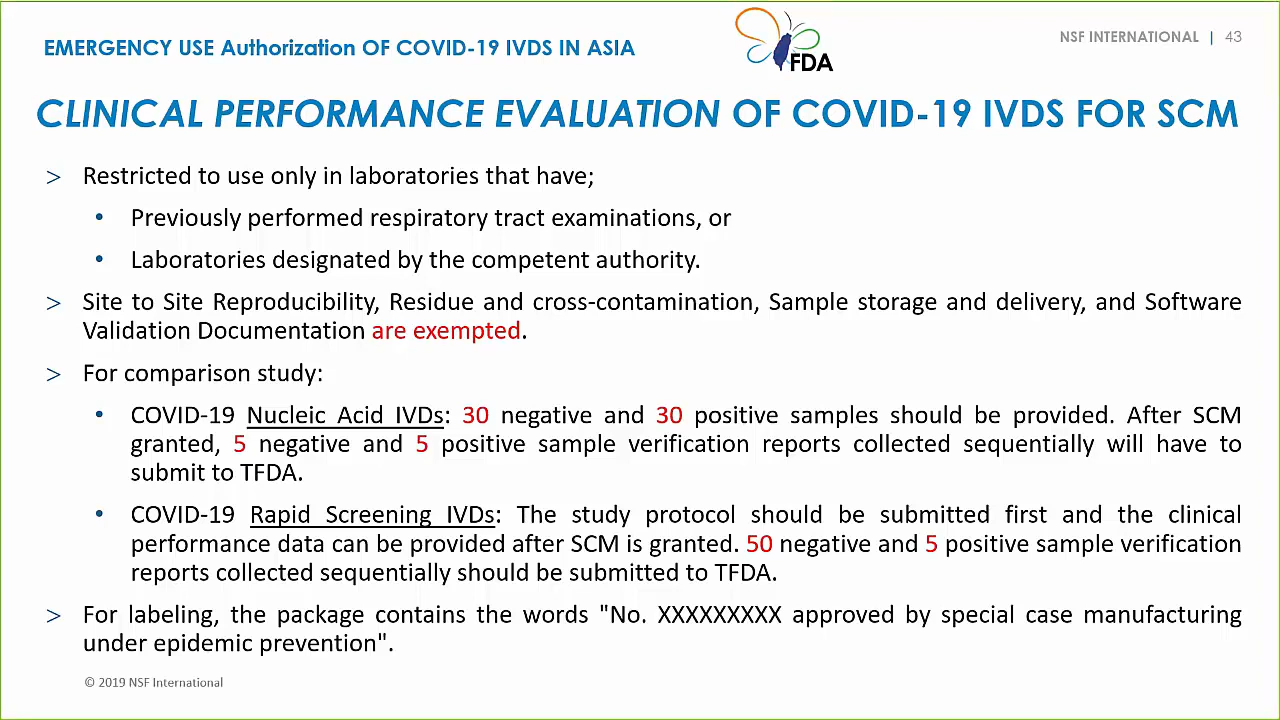 EMERGENCY USE Authorization OF COVID-19 IVDS IN ASIA
FDA
NSF INTERNATIONAL | 43
CLINICAL PERFORMANCE EVALUATION OF COVID-19 IVDS FOR SCM
> Restricted to use only in laboratories that have;
• Previously performed respiratory tract examinations, or
• Laboratories designated by the competent authority.
> Site to Site Reproducibility, Residue and cross-contamination, Sample storage and delivery, and Software
Validation Documentation are exempted.
> For comparison study:
• COVID-19 Nucleic Acid IVDs: 30 negative and 30 positive samples should be provided. After SCM
granted, 5 negative and 5 positive sample verification reports collected sequentially will have to
submit to TFDA.
• COVID-19 Rapid Screening IVDs: The study protocol should be submitted first and the clinical
performance data can be provided after SCM is granted. 50 negative and 5 positive sample verification
reports collected sequentially should be submitted to TFDA.
> For labeling, the package contains the words "No. XXXXXXXXX approved by special case manufacturing
under epidemic prevention".
© 2019 NSF International